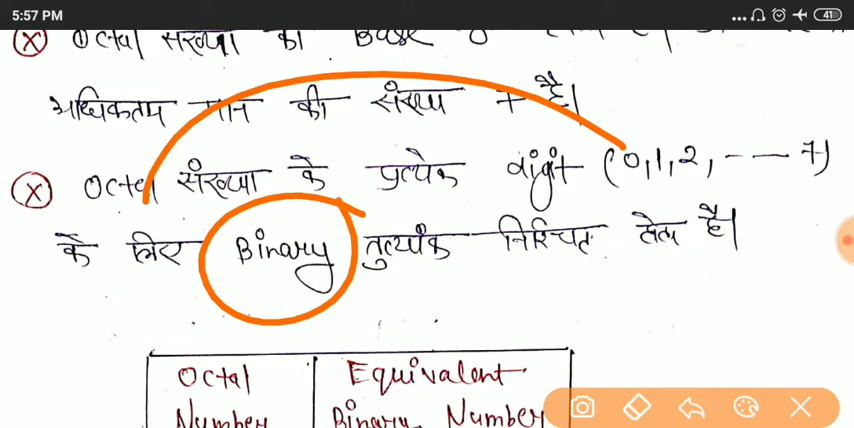 5:57 PM
41
Octal संख्या का Base 8
अधिकतम मान की संख्या 7 है।
Octal संख्या के प्रत्येक digit (0,1,2, --- 7)
के लिए Binary तुल्यांक निश्चित होता है।
Octal Equivalent
Number Binary Number